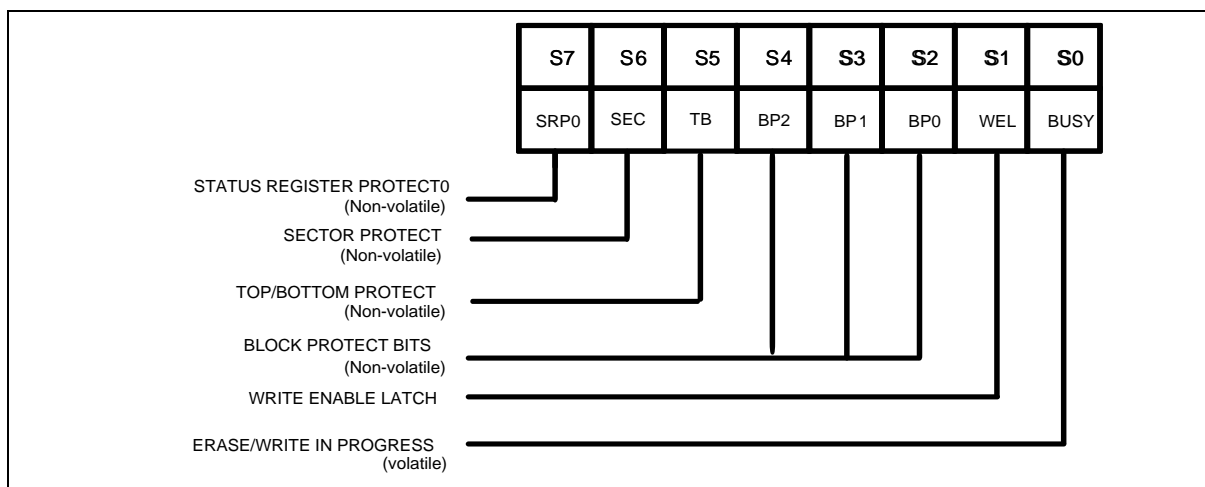 S7 S6 S5 S4 S3 S2 S1 S0
SRP0 SEC TB BP2 BP1 BP0 WEL BUSY
STATUS REGISTER PROTECT0
(Non-volatile)
SECTOR PROTECT
(Non-volatile)
TOP/BOTTOM PROTECT
(Non-volatile)
BLOCK PROTECT BITS
(Non-volatile)
WRITE ENABLE LATCH
ERASE/WRITE IN PROGRESS
(volatile)